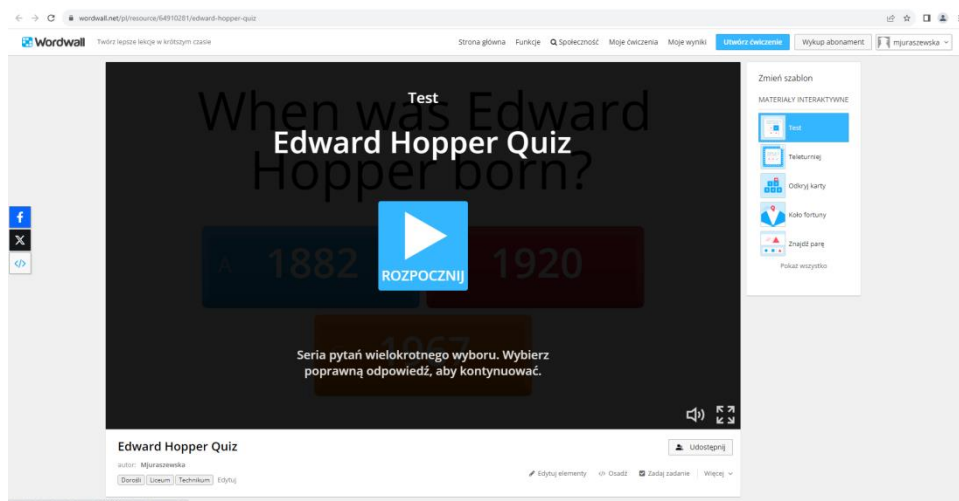 wordwall.net/pl/resource/64910281/edward-hopper-quiz
Wordwall Twórz lepsze lekcje w krótszym czasie Strona główna Funkcje Społeczność Moje ćwiczenia Moje wyniki Utwórz ćwiczenie Wykup abonament mjuraszewska
When was Edward Hopper born?
Test
Edward Hopper Quiz
A 1882
1920
1967
ROZPOCZNIJ
Seria pytań wielokrotnego wyboru. Wybierz
poprawną odpowiedź, aby kontynuować.
Zmień szablon
MATERIAŁY INTERAKTYWNE
Test
Teleturniej
Odkryj karty
Koło fortuny
Znajdź parę
Pokaż wszystko
f
X
</>
Edward Hopper Quiz
Udostępnij
autor: Mjuraszewska
Dorośli Liceum Technikum Edytuj
Edytuj elementy Osadź Zadaj zadanie Więcej